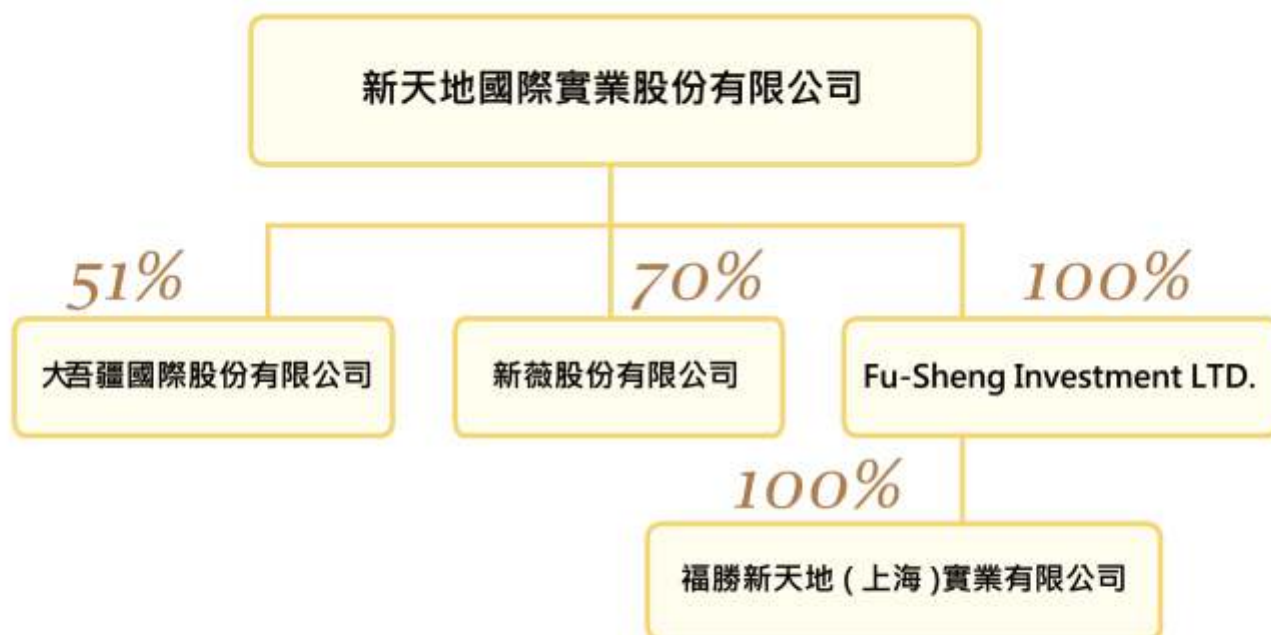 新天地國際實業股份有限公司
51%
70%
100%
大吾疆國際股份有限公司
新薇股份有限公司
Fu-Sheng Investment LTD.
100%
福勝新天地 ( 上海 )實業有限公司